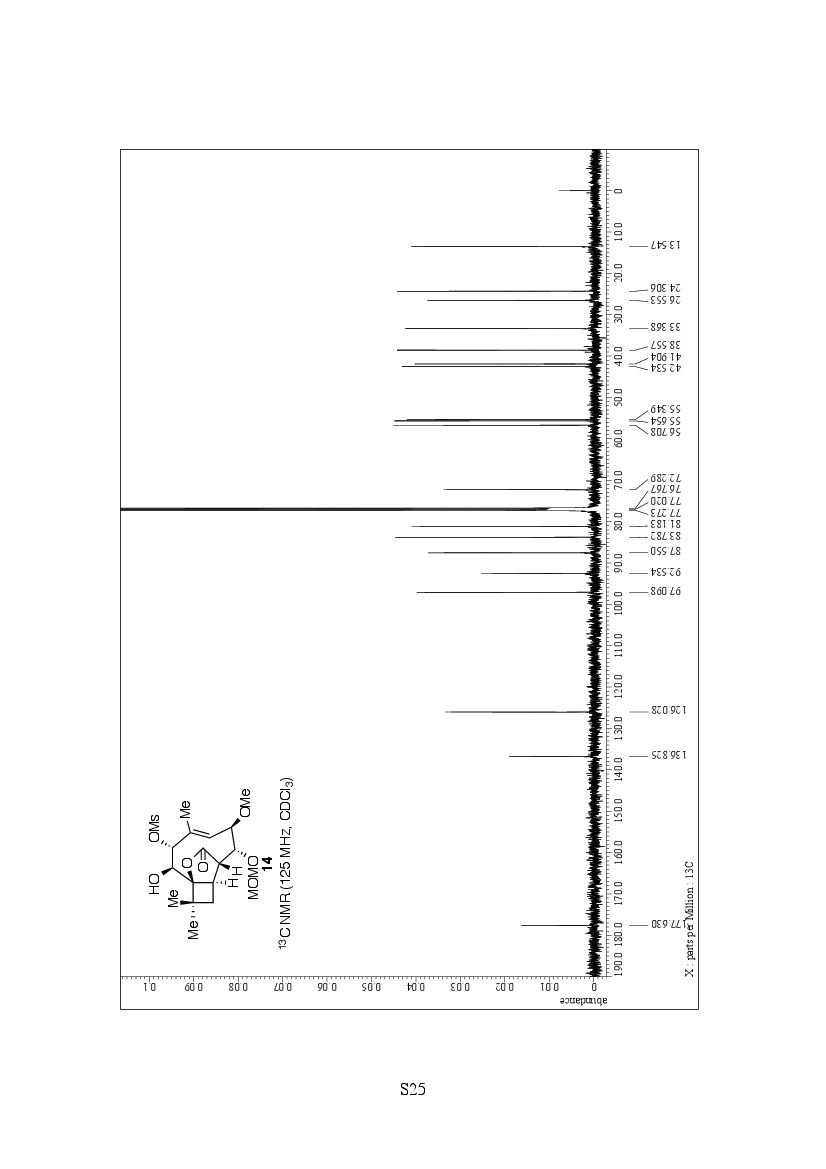 abundance
0 0.01 0.02 0.03 0.04 0.05 0.06 0.07 0.08 0.09 0.1
190.0 180.0 170.0 160.0 150.0 140.0 130.0 120.0 110.0 100.0 90.0 80.0 70.0 60.0 50.0 40.0 30.0 20.0 10.0 0
177.630
136.825
126.028
97.098
92.534
87.550
83.782
81.183
77.273
77.020
76.767
72.289
56.708
55.654
55.349
42.534
41.904
38.557
33.368
26.553
24.306
13.547
X : parts per Million : 13C
OMs
HO
Me
Me
Me
O
O
H
H
OMe
MOMO
14
¹³C NMR (125 MHz, CDCl₃)
S25